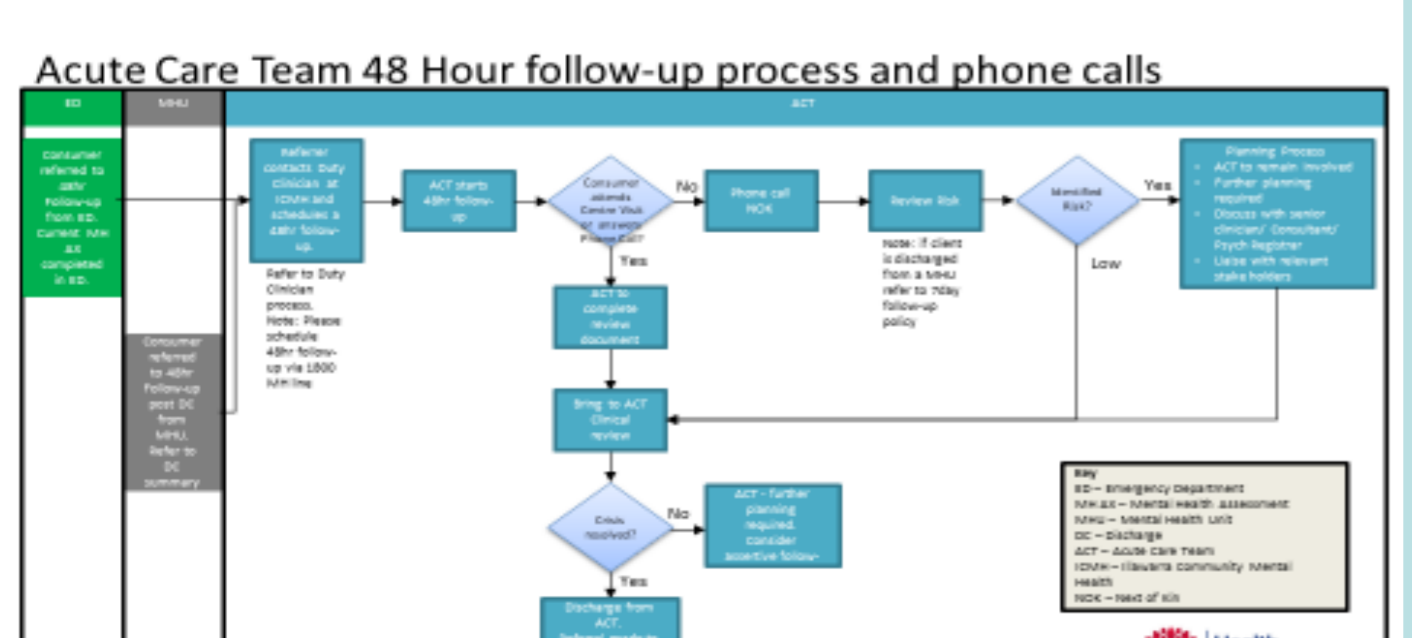 Acute Care Team 48 Hour follow-up process and phone calls
ED
MHU
ACT
Consumer
referred to
48hr
Follow-up
from ED.
Current MH
AX
completed
in ED.
Consumer
referred
to 48hr
Follow-up
post DC
from
MHU.
Refer to
DC
summary
Referrer
contacts Duty
Clinician at
ICMH and
schedules a
48hr follow-
up.
Refer to Duty
Clinician
process.
Note: Please
schedule
48hr follow-
up via 1800
MH line
ACT starts
48hr follow-
up
Consumer
attends
Centre Visit
or answers
Phone Call?
No
Yes
Phone call
NOK
Review Risk
Note: if client
is discharged
from a MHU
refer to 7day
follow-up
policy
Identified
Risk?
Yes
Low
Planning Process
• ACT to remain involved
• Further planning
required
• Discuss with senior
clinician/ Consultant/
Psych Registrar
• Liaise with relevant
stake holders
ACT to
complete
review
document
Bring to ACT
Clinical
review
Crisis
resolved?
No
Yes
ACT - further
planning
required.
Consider
assertive follow-
Discharge from
ACT.
Key
ED – Emergency Department
MH AX – Mental Health Assessment
MHU – Mental Health Unit
DC – Discharge
ACT – Acute Care Team
ICMH – Illawarra Community Mental
Health
NOK – Next of Kin